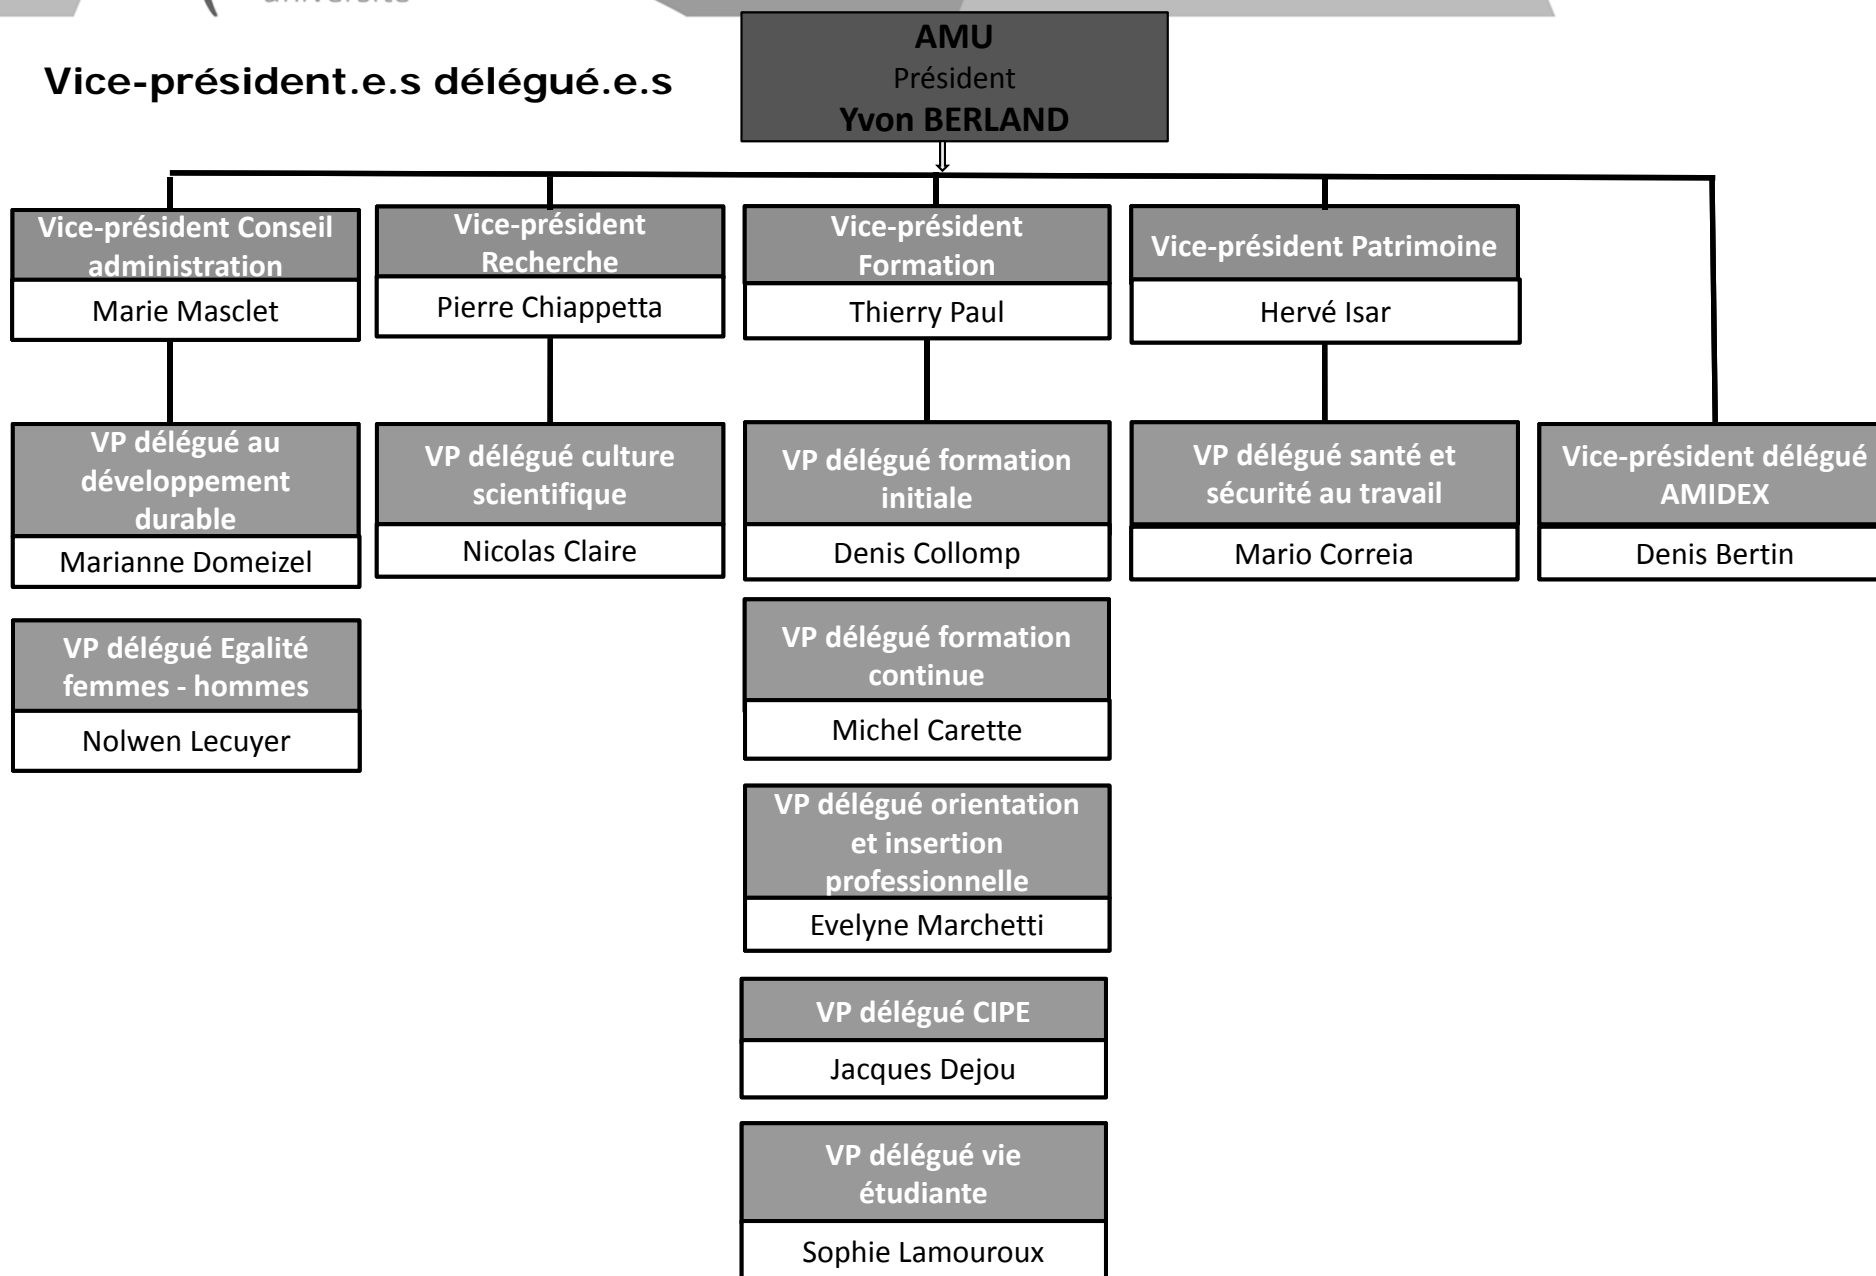 université
Vice-président.e.s délégué.e.s
AMU
Président
Yvon BERLAND
Vice-président Conseil
administration
Marie Masclet
Vice-président
Recherche
Pierre Chiappetta
Vice-président
Formation
Thierry Paul
Vice-président Patrimoine
Hervé Isar
VP délégué au
développement
durable
Marianne Domeizel
VP délégué culture
scientifique
Nicolas Claire
VP délégué formation
initiale
Denis Collomp
VP délégué santé et
sécurité au travail
Mario Correia
Vice-président délégué
AMIDEX
Denis Bertin
VP délégué Egalité
femmes - hommes
Nolwen Lecuyer
VP délégué formation
continue
Michel Carette
VP délégué orientation
et insertion
professionnelle
Evelyne Marchetti
VP délégué CIPE
Jacques Dejou
VP délégué vie
étudiante
Sophie Lamouroux